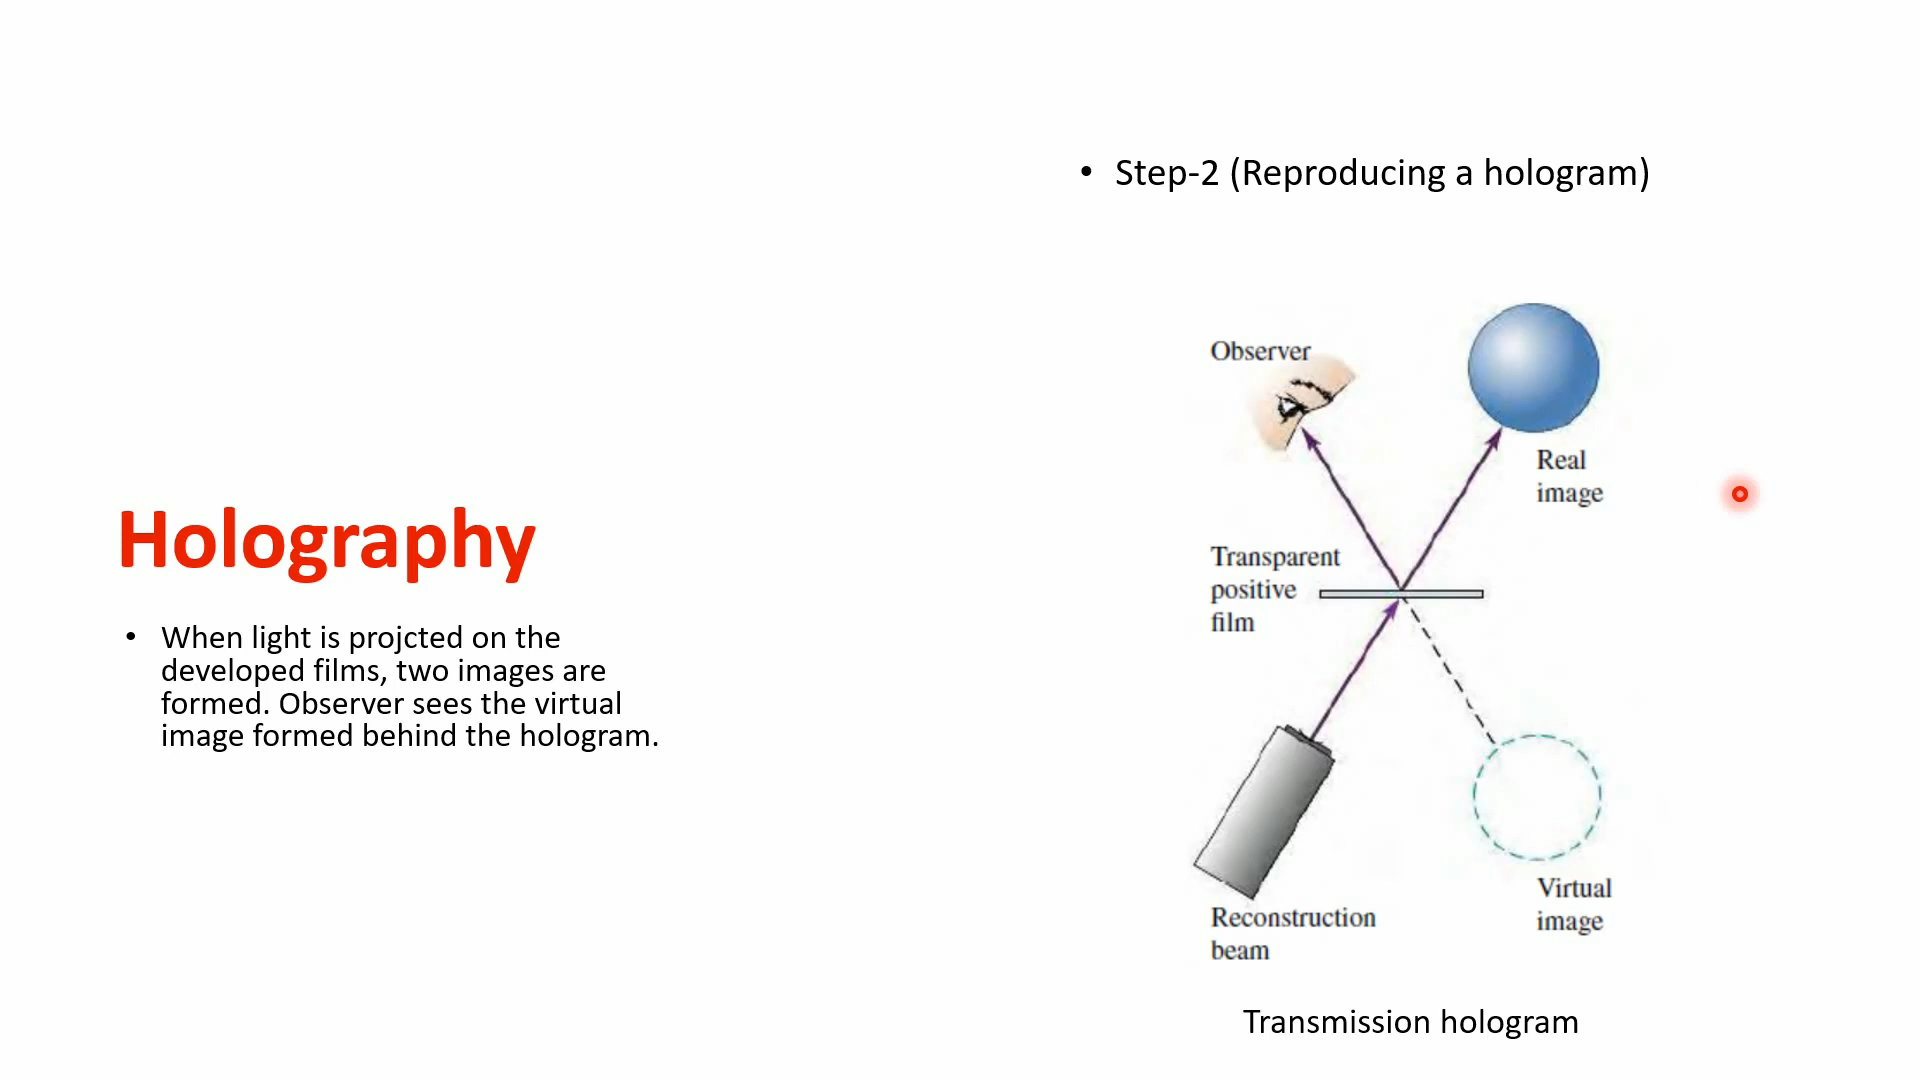 Holography
• When light is projcted on the
developed films, two images are
formed. Observer sees the virtual
image formed behind the hologram.
• Step-2 (Reproducing a hologram)
Observer
Real
image
Transparent
positive
film
Virtual
image
Reconstruction
beam
Transmission hologram